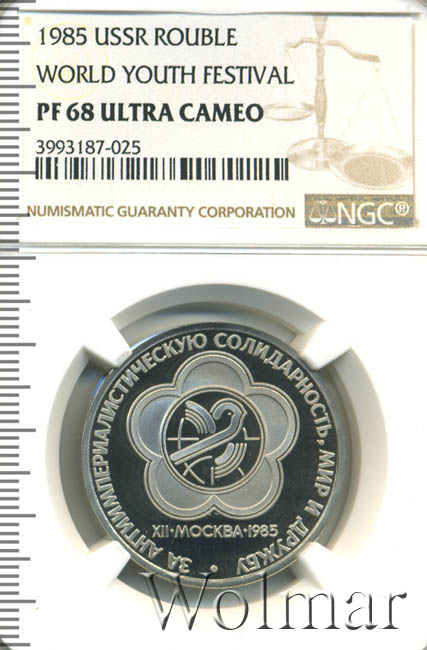 1985 USSR ROUBLE
WORLD YOUTH FESTIVAL
PF 68 ULTRA CAMEO
3993187-025
NUMISMATIC GUARANTY CORPORATION
NGC®
ЗА АНТИИМПЕРИАЛИСТИЧЕСКУЮ СОЛИДАРНОСТЬ, МИР И ДРУЖБУ •
XII•МОСКВА•1985
Wolmar